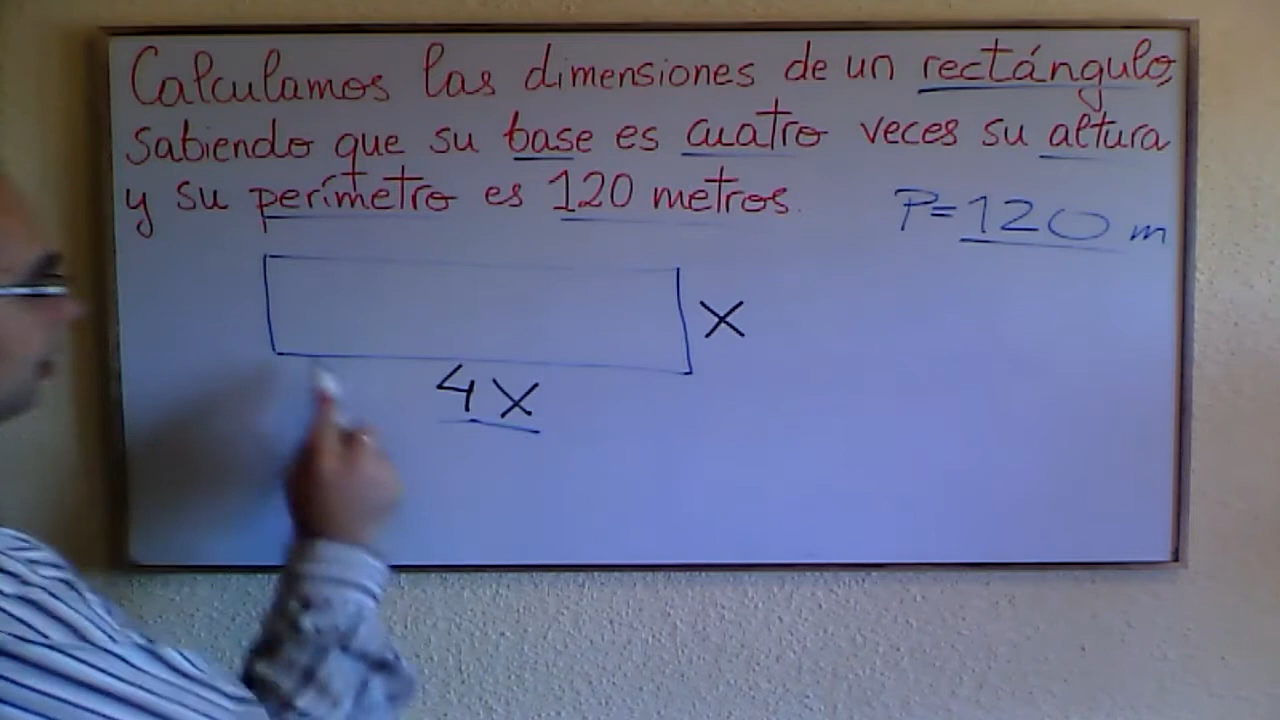 Calculamos las dimensiones de un rectángulo,
sabiendo que su base es cuatro veces su altura
y su perímetro es 120 metros.
P=120 m
X
4X